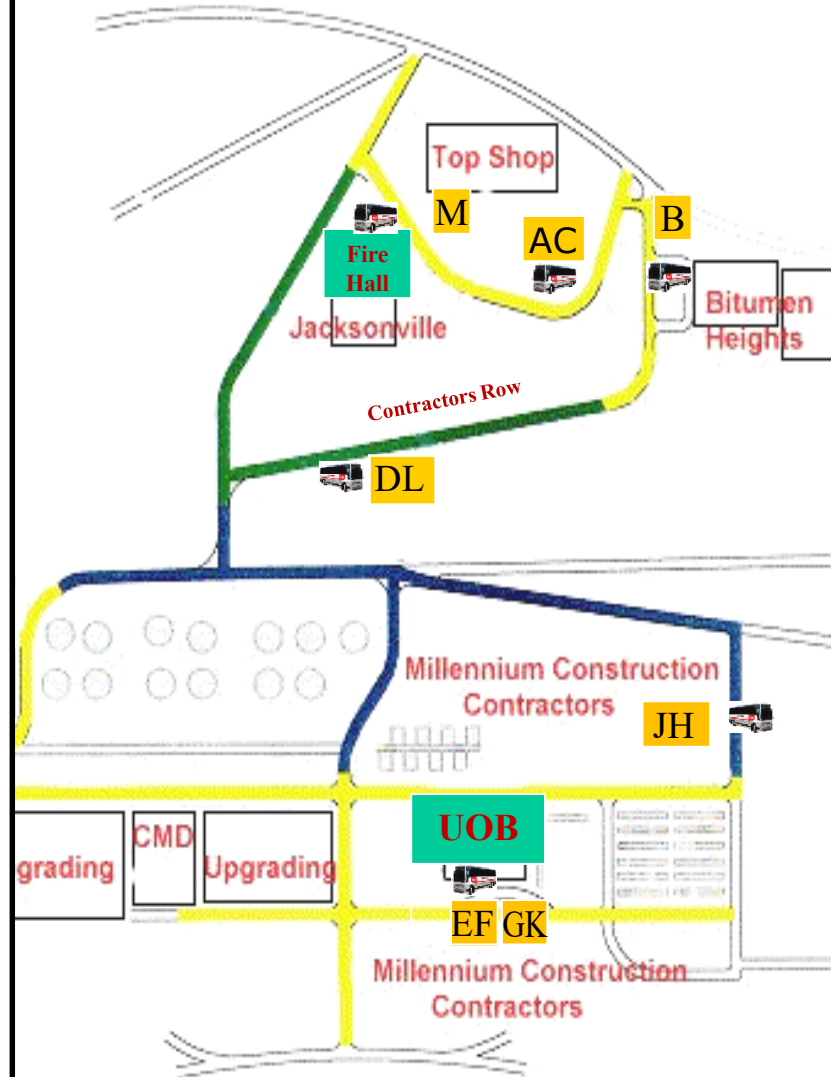 Top Shop
M
B
AC
Fire
Hall
Bitumen
Heights
Jacksonville
Contractors Row
DL
Millennium Construction
Contractors
JH
UOB
CMD
grading
Upgrading
EF
GK
Millennium Construction
Contractors